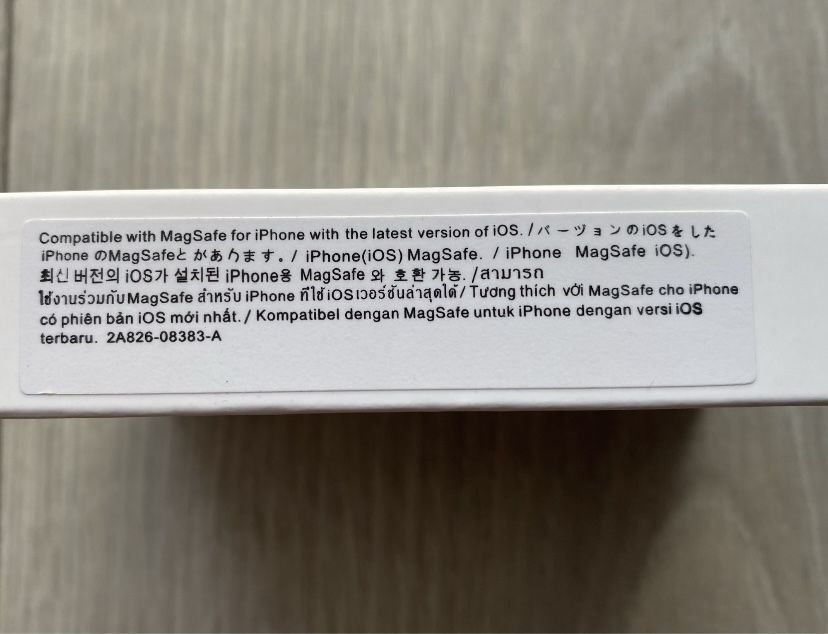 Compatible with MagSafe for iPhone with the latest version of iOS. /バーヅョンのiOSをした
iPhone のMagSafeと があります。/ iPhone(iOS) MagSafe. / iPhone MagSafe iOS).
최신 버전의 iOS가 설치된 iPhone용 MagSafe 와 호환 가능. /สามารถ
ใช้งานร่วมกับMagSafe สำหรับ iPhone ที่ใช้ iOSเวอร์ชันล่าสุดได้/ Tương thích với MagSafe cho iPhone
có phiên bản iOS mới nhất. / Kompatibel dengan MagSafe untuk iPhone dengan versi iOS
terbaru. 2A826-08383-A